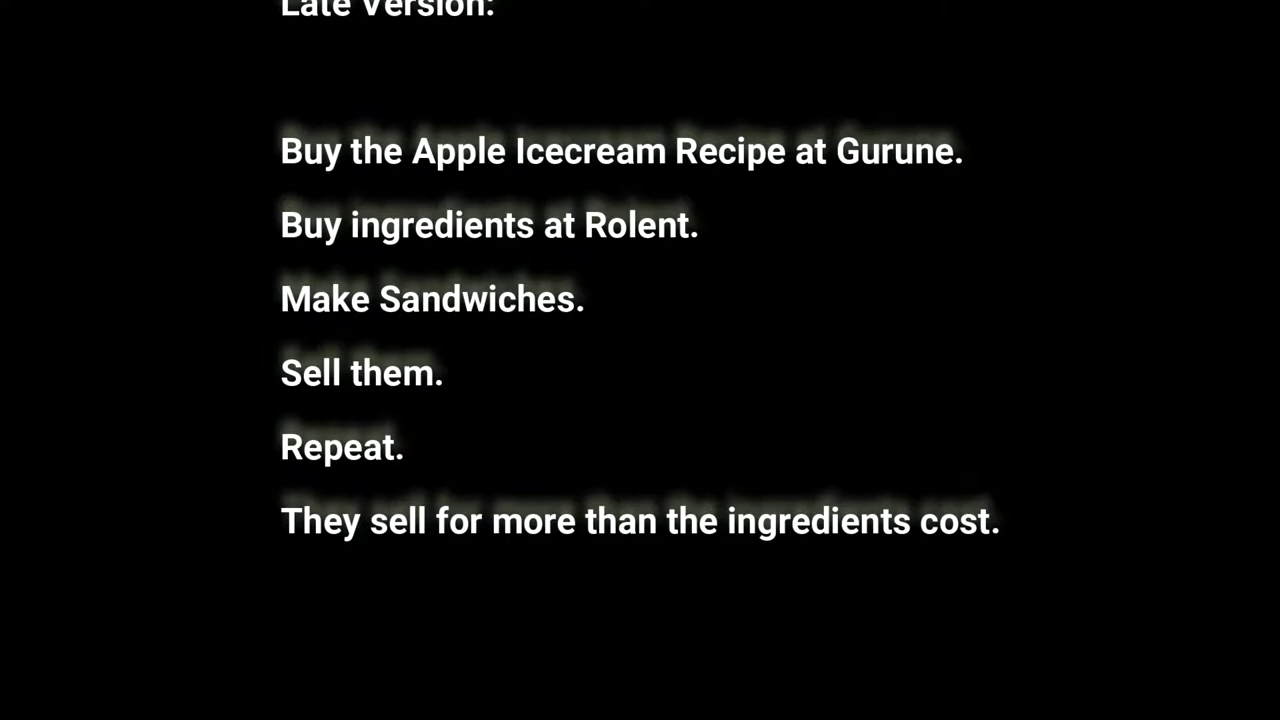 Late Version:
Buy the Apple Icecream Recipe at Gurune.
Buy ingredients at Rolent.
Make Sandwiches.
Sell them.
Repeat.
They sell for more than the ingredients cost.